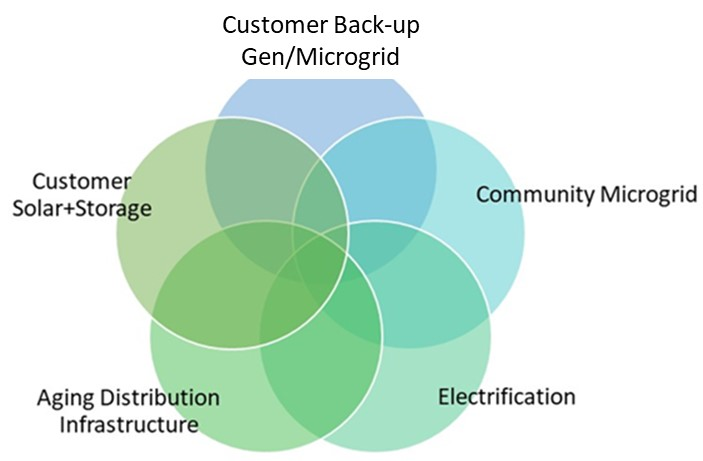 Customer Back-up
Gen/Microgrid
Customer
Solar+Storage
Community Microgrid
Aging Distribution
Infrastructure
Electrification